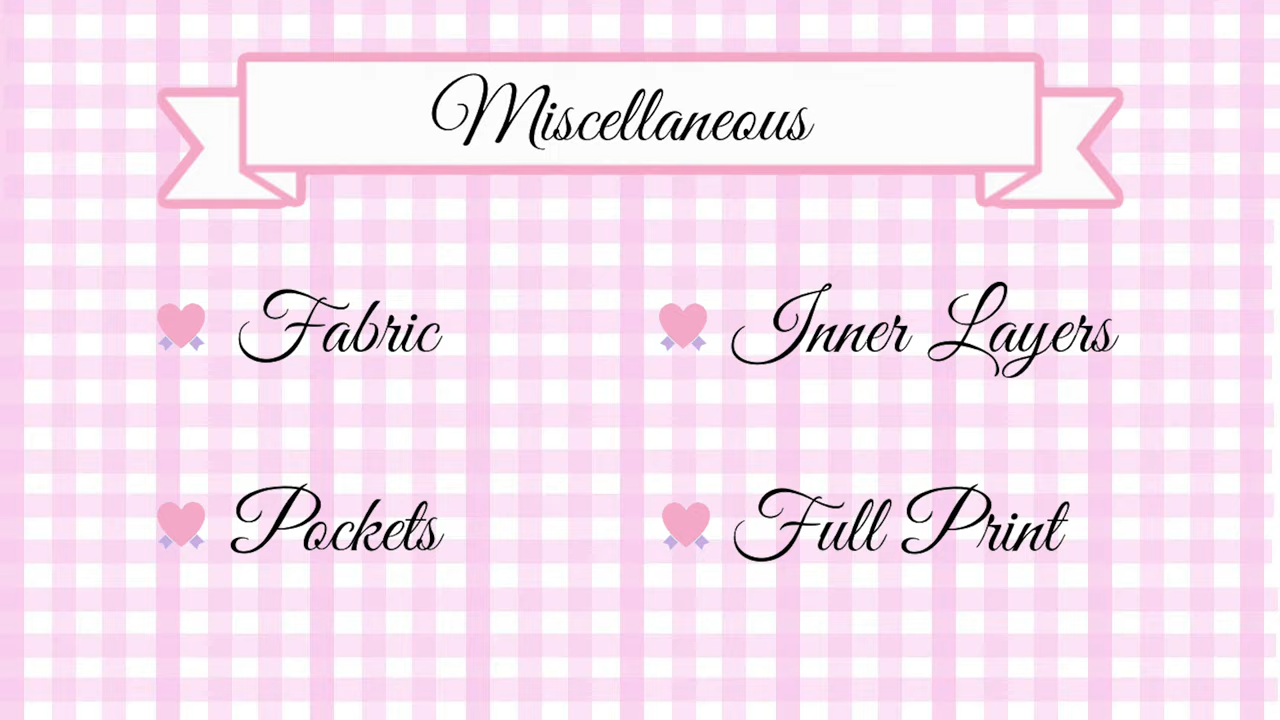 Miscellaneous
Fabric
Inner Layers
Pockets
Full Print